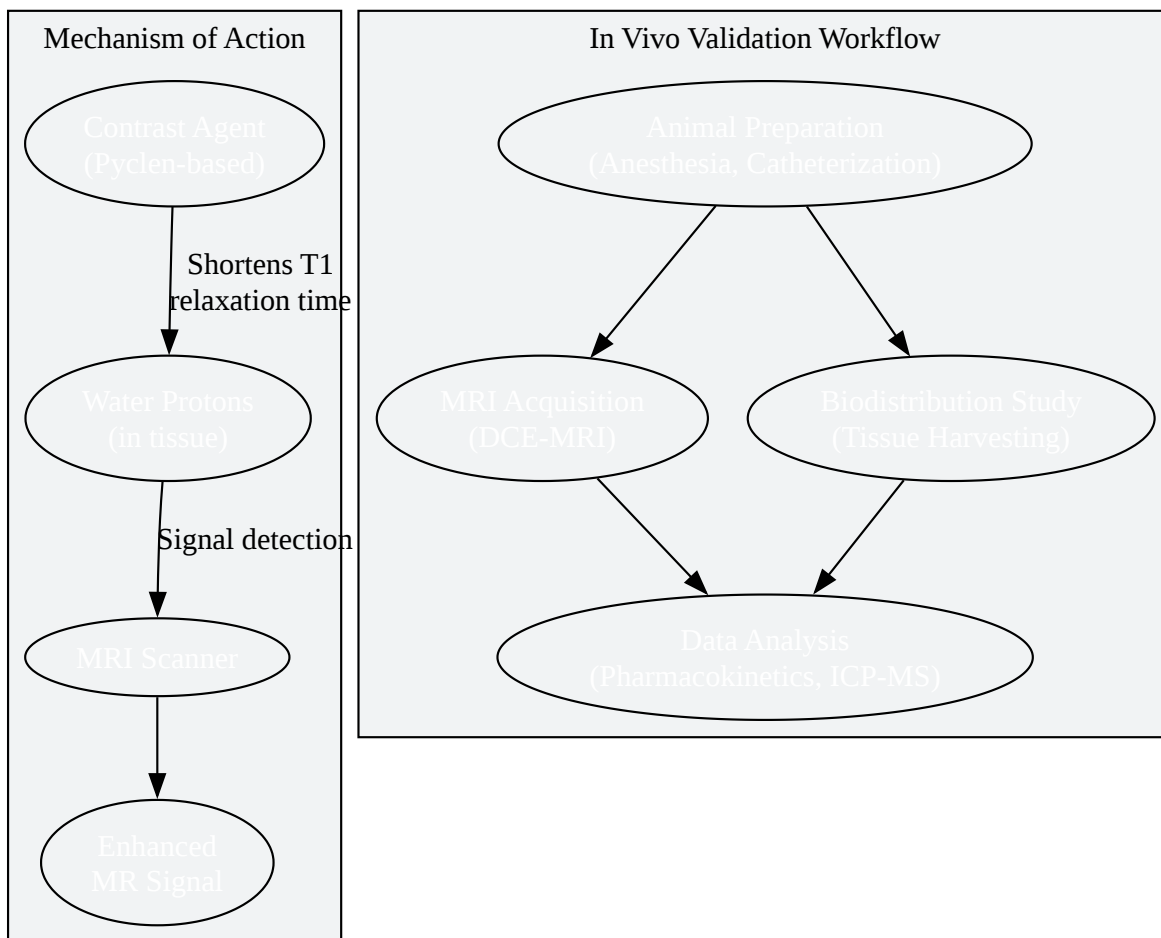 Mechanism of Action
Contrast Agent
(Pyclen-based)
Shortens T1
relaxation time
Water Protons
(in tissue)
Signal detection
MRI Scanner
Enhanced
MR Signal
In Vivo Validation Workflow
Animal Preparation
(Anesthesia, Catheterization)
MRI Acquisition
(DCE-MRI)
Biodistribution Study
(Tissue Harvesting)
Data Analysis
(Pharmacokinetics, ICP-MS)